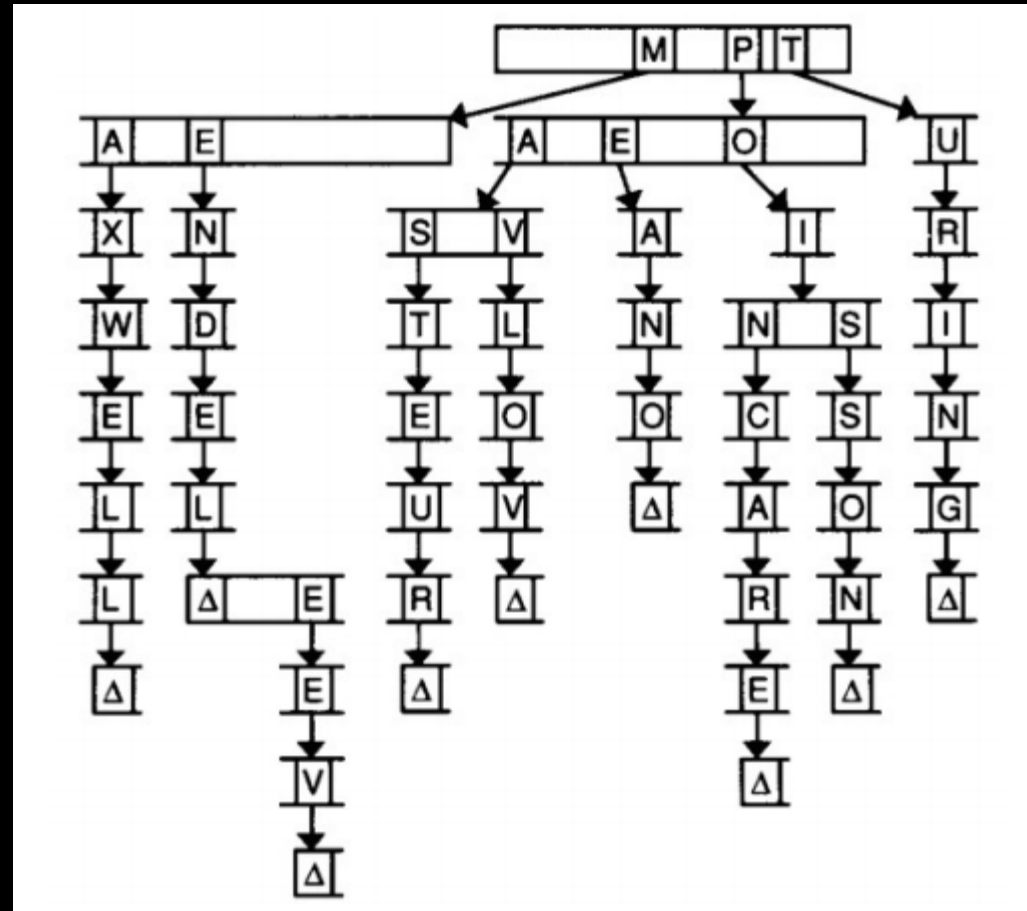 M P T
A E A E O U
X N S V A I R
W D T L N N S I
E E E O O C S N
L L U V Δ A O G
L Δ E R Δ R N Δ
Δ E Δ E Δ
V Δ
Δ